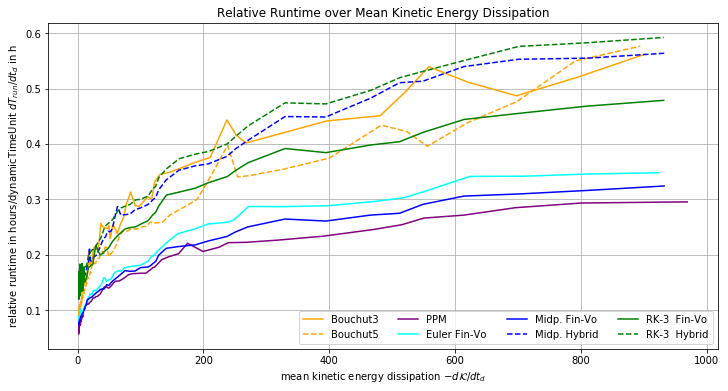 Relative Runtime over Mean Kinetic Energy Dissipation
relative runtime in hours/dynamicTimeUnit dT_run/dt_d in h
0.6
0.5
0.4
0.3
0.2
0.1
0 200 400 600 800 1000
mean kinetic energy dissipation −d𝒦/dt_d
Bouchut3 PPM Midp. Fin-Vo RK-3 Fin-Vo
Bouchut5 Euler Fin-Vo Midp. Hybrid RK-3 Hybrid